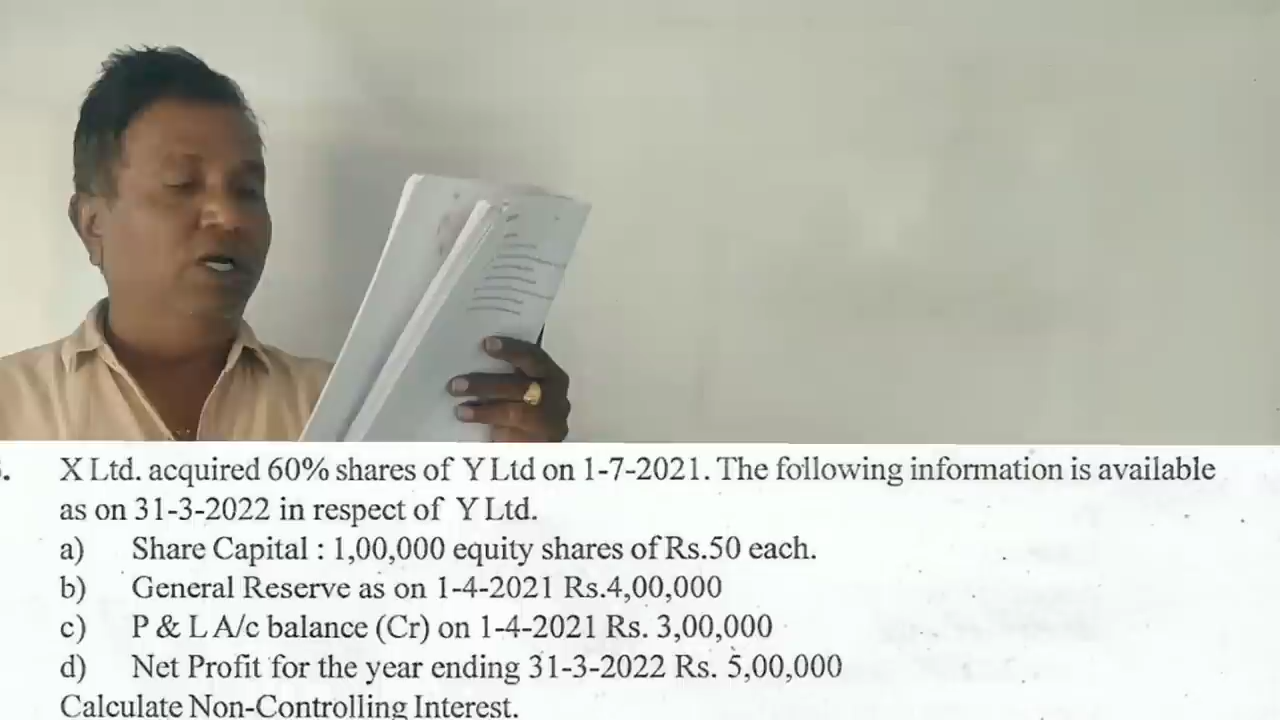 X Ltd. acquired 60% shares of Y Ltd on 1-7-2021. The following information is available
as on 31-3-2022 in respect of Y Ltd.
a) Share Capital : 1,00,000 equity shares of Rs.50 each.
b) General Reserve as on 1-4-2021 Rs.4,00,000
c) P & L A/c balance (Cr) on 1-4-2021 Rs. 3,00,000
d) Net Profit for the year ending 31-3-2022 Rs. 5,00,000
Calculate Non-Controlling Interest.